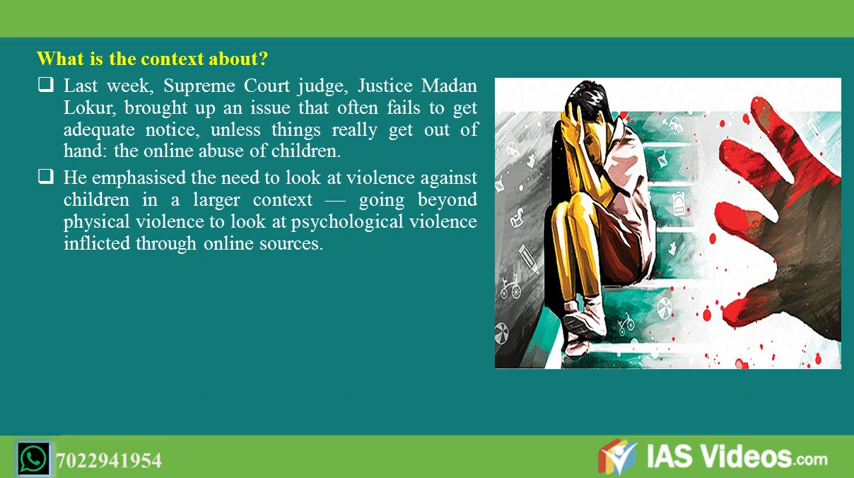 What is the context about?
Last week, Supreme Court judge, Justice Madan
Lokur, brought up an issue that often fails to get
adequate notice, unless things really get out of
hand: the online abuse of children.
He emphasised the need to look at violence against
children in a larger context — going beyond
physical violence to look at psychological violence
inflicted through online sources.
7022941954
IAS Videos.com